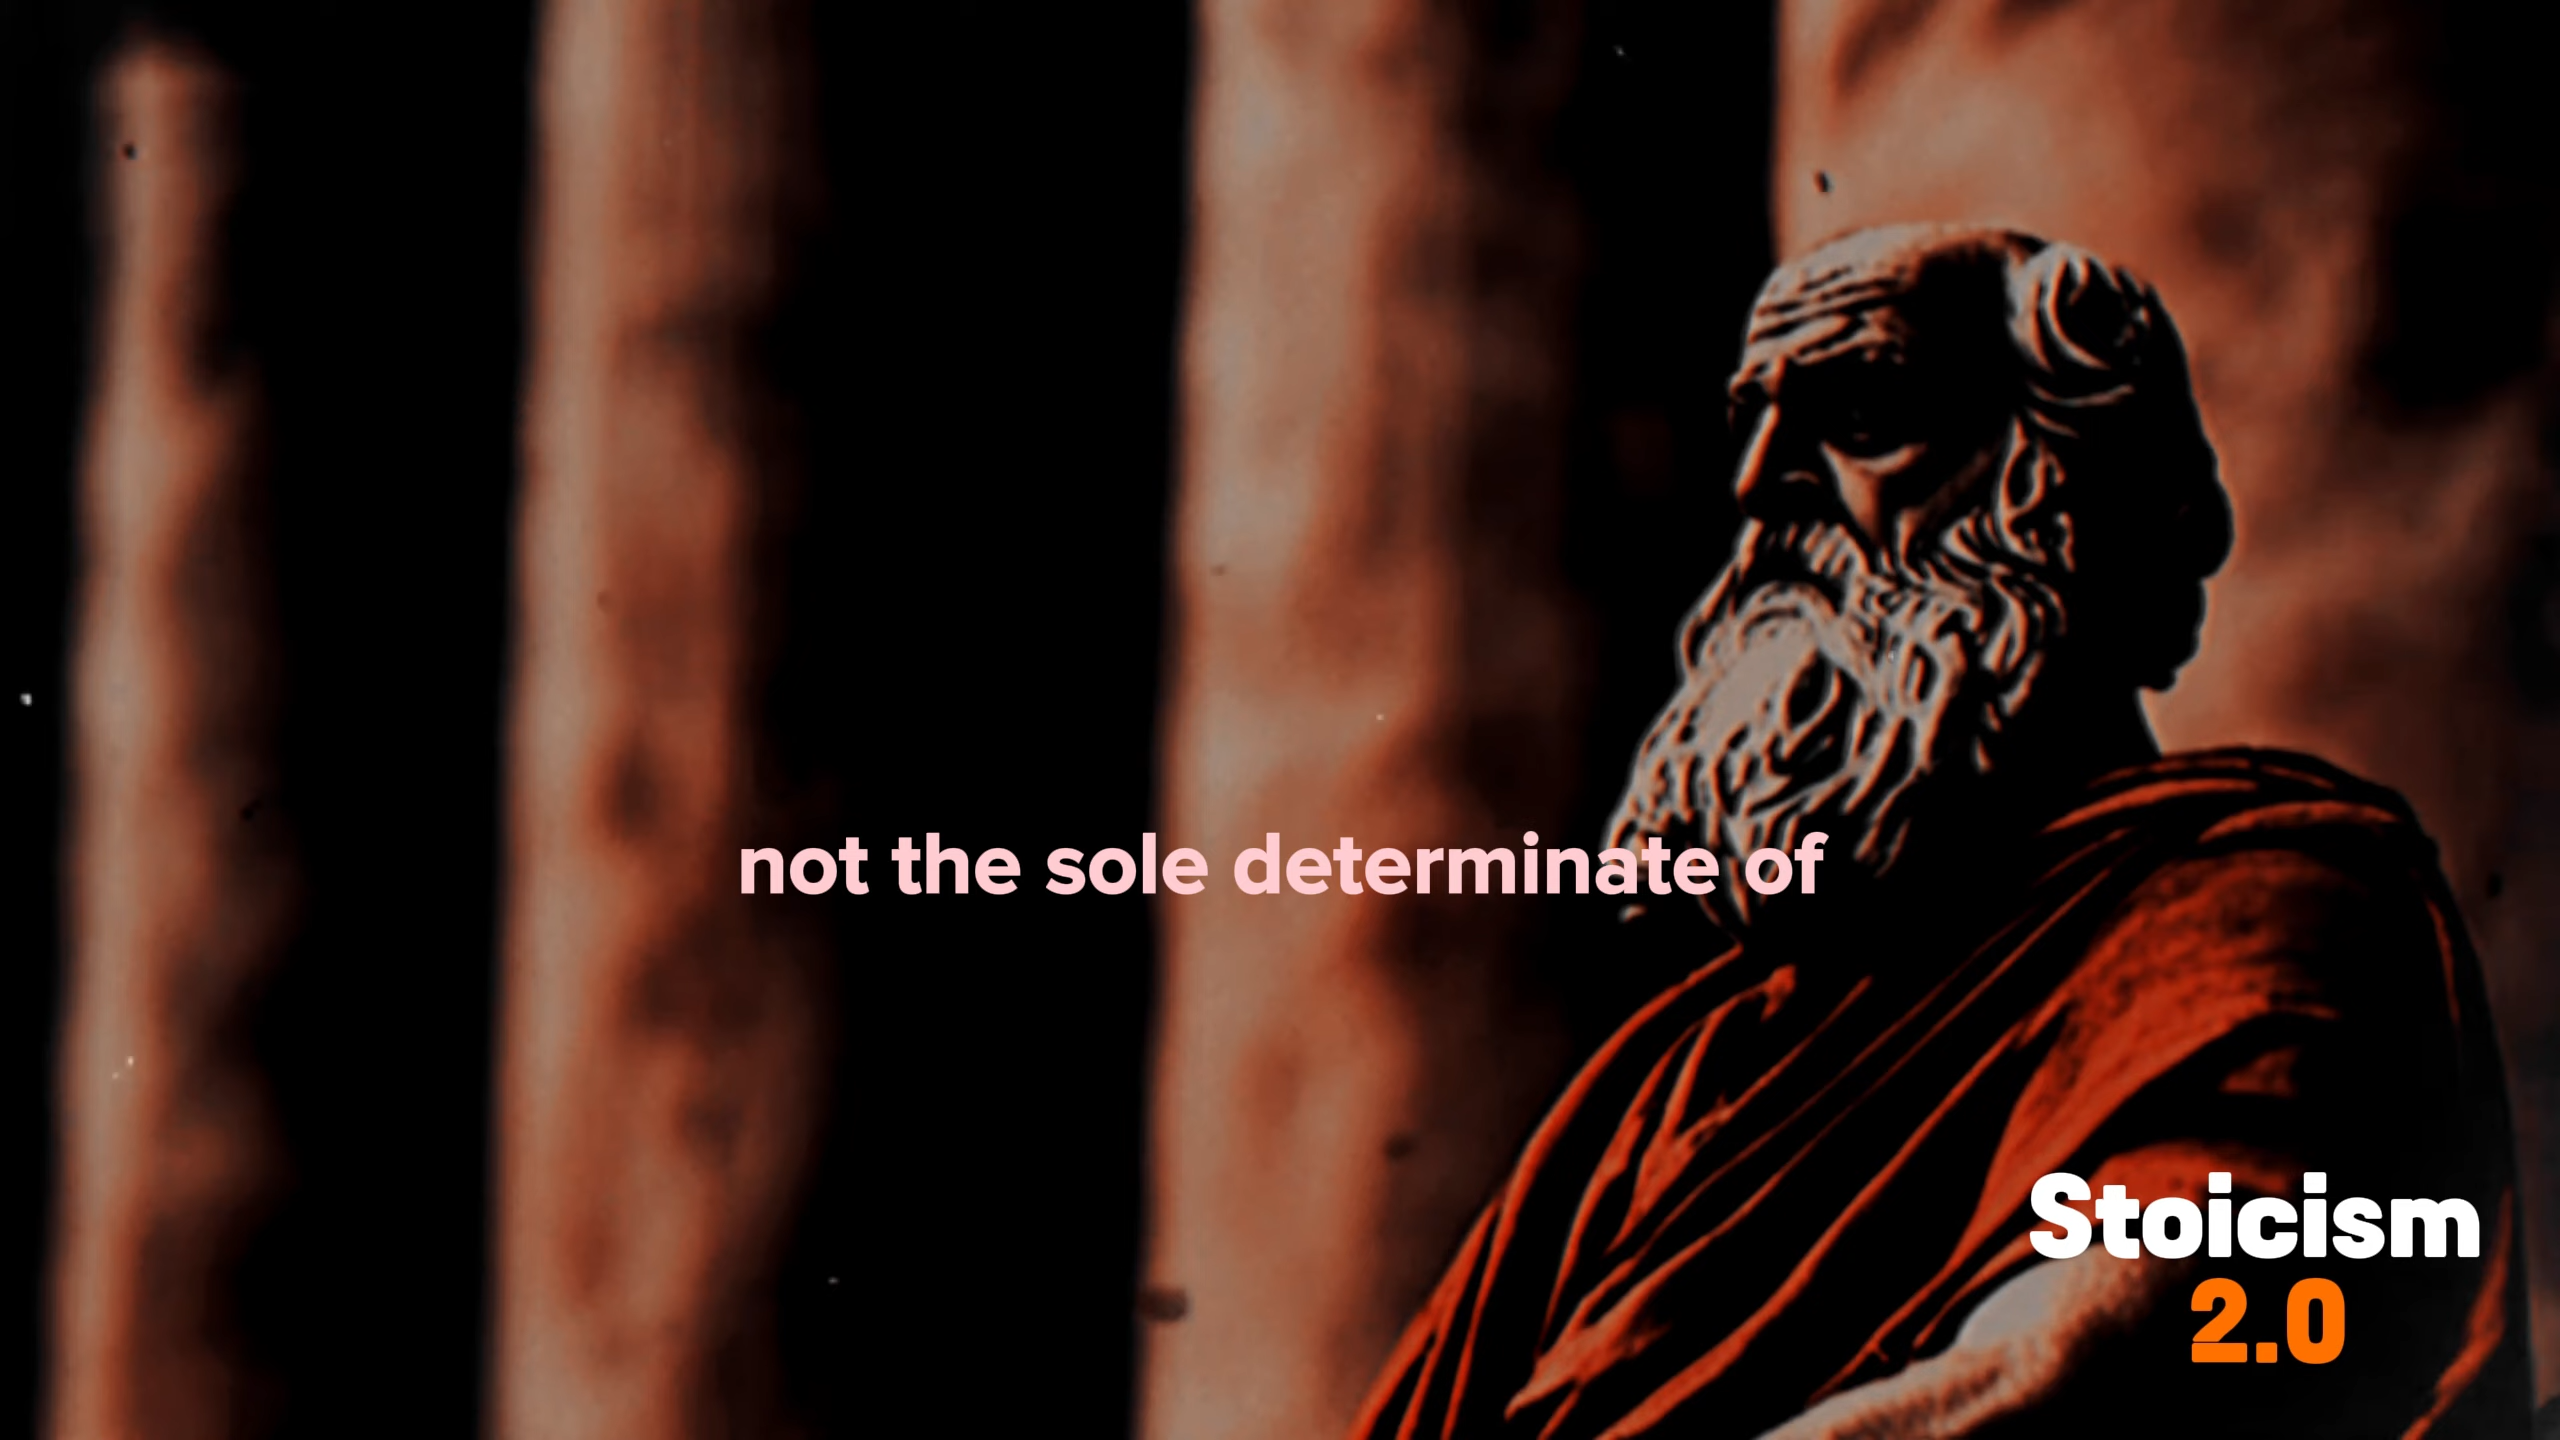 not the sole determinate of
Stoicism
2.0